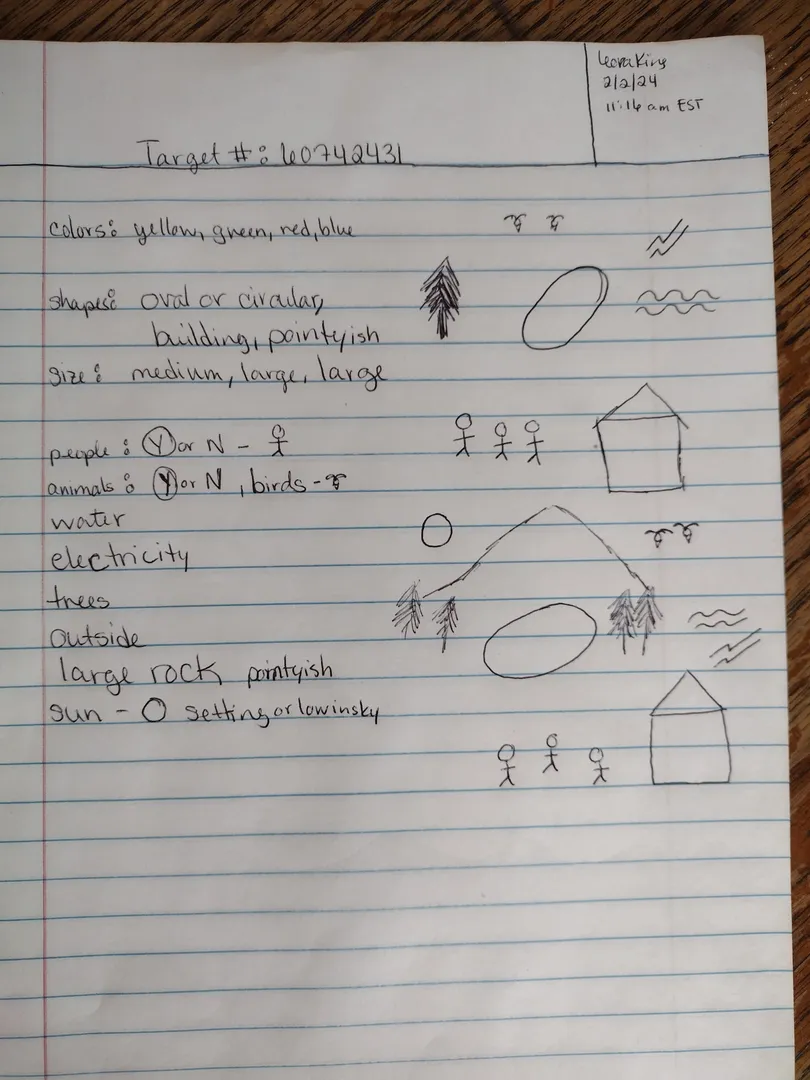 Leora King
2/2/24
11:16 am EST
Target #: 60742431
colors: yellow, green, red, blue
shapes: oval or circular,
building, pointyish
size: medium, large, large
people: Y or N -
animals: Y or N, birds -
water
electricity
trees
outside
large rock pointyish
sun - setting or low in sky